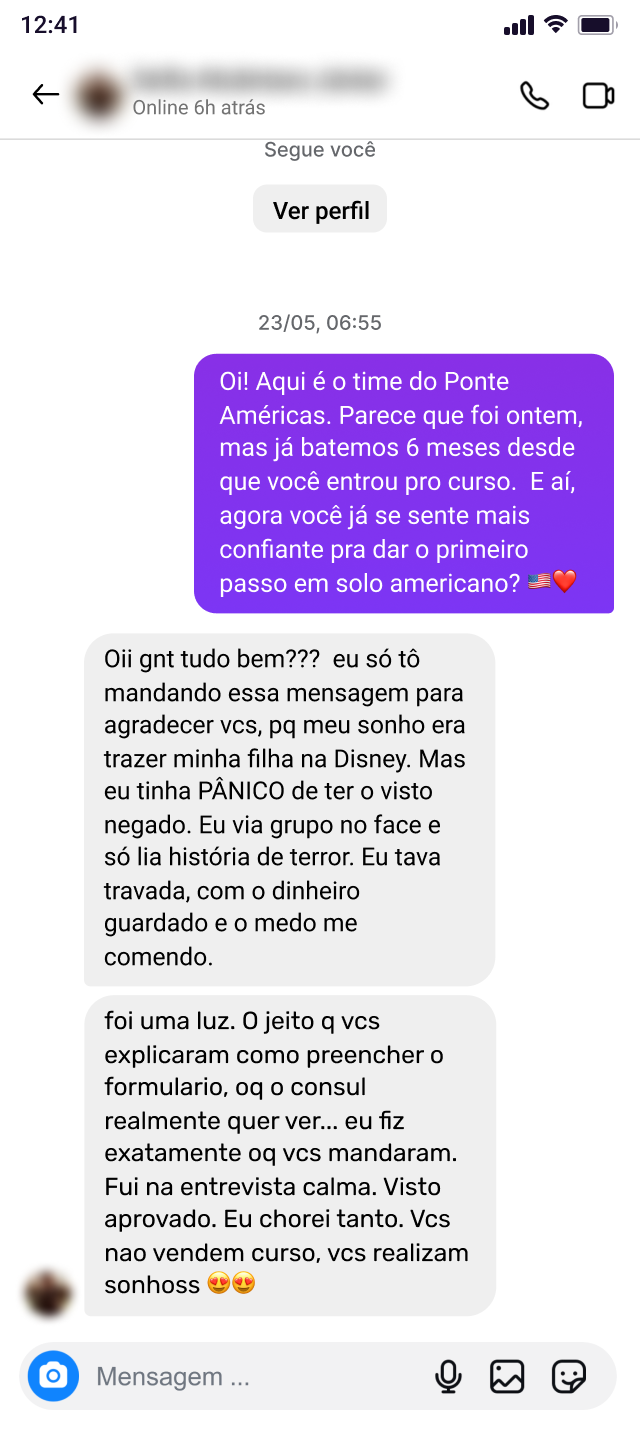 12:41
Online 6h atrás
Segue você
Ver perfil
23/05, 06:55
Oi! Aqui é o time do Ponte
Américas. Parece que foi ontem,
mas já batemos 6 meses desde
que você entrou pro curso.  E aí,
agora você já se sente mais
confiante pra dar o primeiro
passo em solo americano? 🇺🇸❤️
Oii gnt tudo bem???  eu só tô
mandando essa mensagem para
agradecer vcs, pq meu sonho era
trazer minha filha na Disney. Mas
eu tinha PÂNICO de ter o visto
negado. Eu via grupo no face e
só lia história de terror. Eu tava
travada, com o dinheiro
guardado e o medo me
comendo.
foi uma luz. O jeito q vcs
explicaram como preencher o
formulario, oq o consul
realmente quer ver... eu fiz
exatamente oq vcs mandaram.
Fui na entrevista calma. Visto
aprovado. Eu chorei tanto. Vcs
nao vendem curso, vcs realizam
sonhoss 😍😍
Mensagem ...